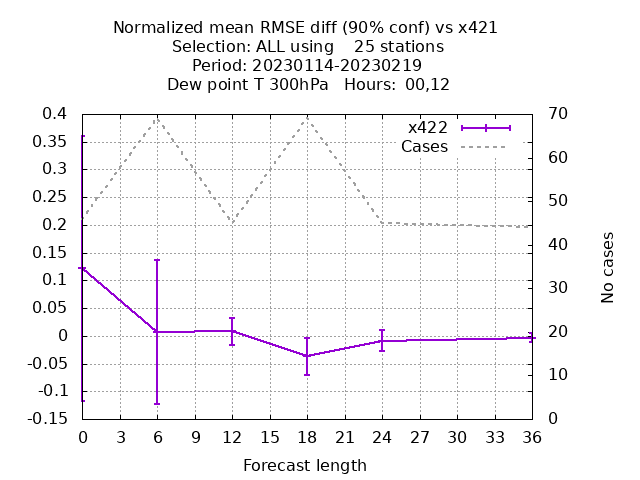 Normalized mean RMSE diff (90% conf) vs x421
Selection: ALL using    25 stations
Period: 20230114-20230219
Dew point T 300hPa   Hours:  00,12
0.4
0.35
0.3
0.25
0.2
0.15
0.1
0.05
0
-0.05
-0.1
-0.15
x422
Cases
70
60
50
40
30
20
10
0
No cases
0 3 6 9 12 15 18 21 24 27 30 33 36
Forecast length